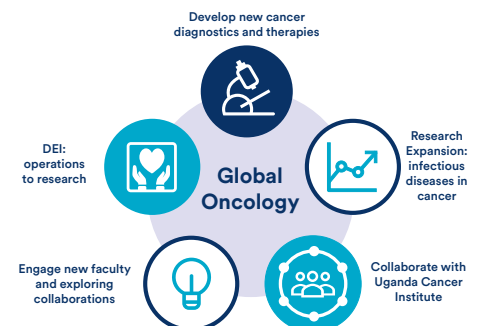 Develop new cancer
diagnostics and therapies
DEI:
operations
to research
Global
Oncology
Research
Expansion:
infectious
diseases in
cancer
Engage new faculty
and exploring
collaborations
Collaborate with
Uganda Cancer
Institute